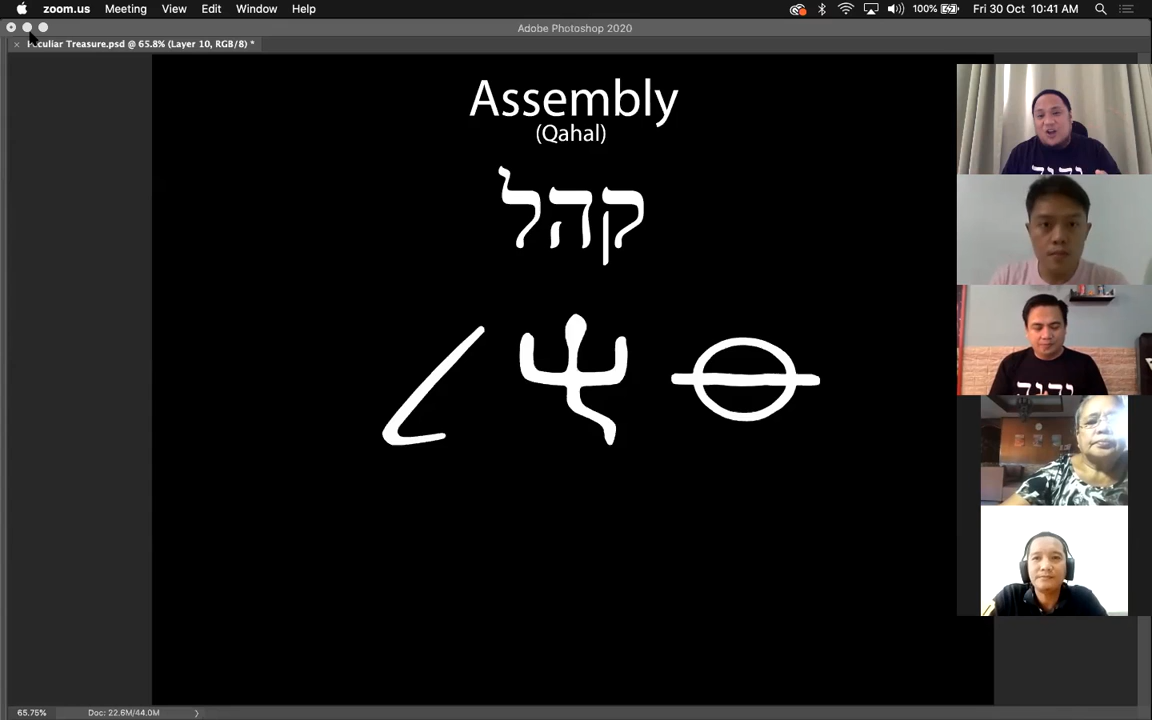 zoom.us Meeting View Edit Window Help 100% Fri 30 Oct 10:41 AM
Adobe Photoshop 2020
Treasure.psd @ 65.8% (Layer 10, RGB/8) *
Assembly
(Qahal)
קהל
65.75% Doc: 22.6M/44.0M